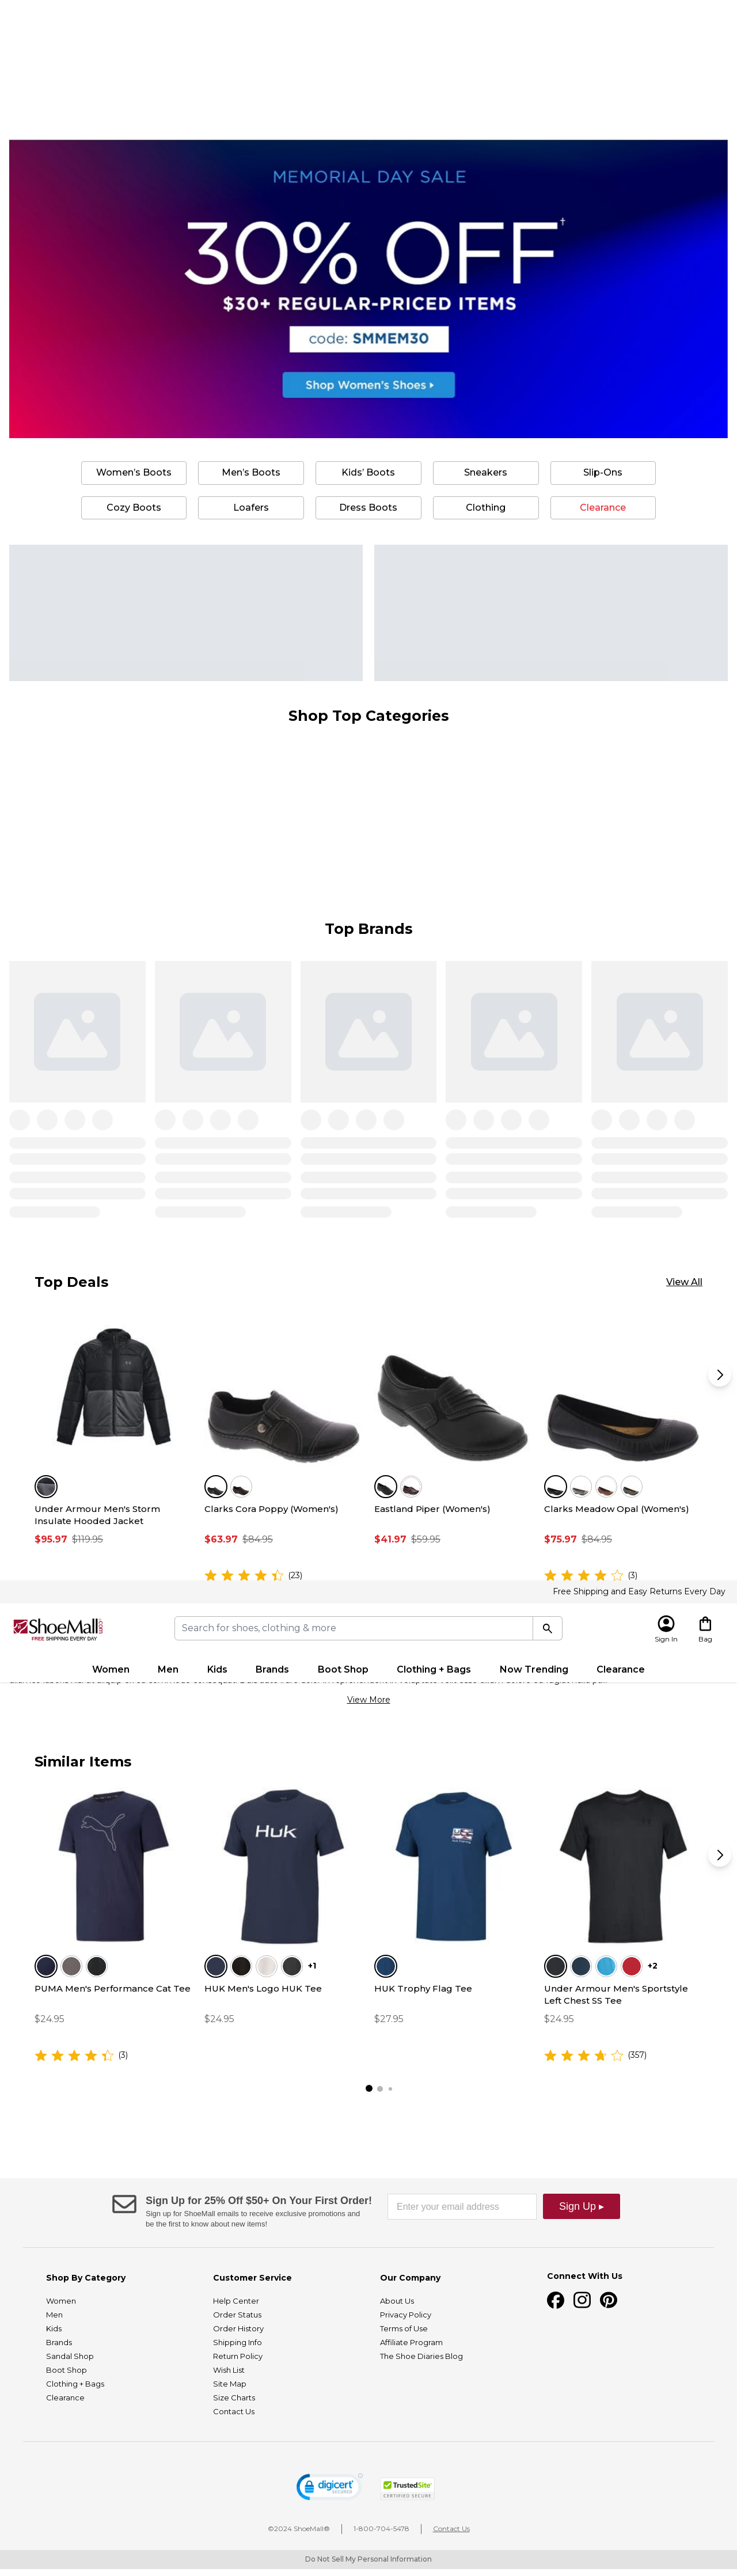 MEMORIAL DAY SALE
30% OFF†
$30+ REGULAR-PRICED ITEMS
code: SMMEM30
Shop Women's Shoes
Women's Boots
Men's Boots
Kids' Boots
Sneakers
Slip-Ons
Cozy Boots
Loafers
Dress Boots
Clothing
Clearance
Shop Top Categories
Top Brands
Top Deals
View All
Under Armour Men's Storm
Insulate Hooded Jacket
$95.97 $119.95
Clarks Cora Poppy (Women's)
$63.97 $84.95
(23)
Eastland Piper (Women's)
$41.97 $59.95
Clarks Meadow Opal (Women's)
$75.97 $84.95
(3)
Free Shipping and Easy Returns Every Day
ShoeMall.COM
FREE SHIPPING EVERY DAY
Search for shoes, clothing & more
Sign In
Bag
Women
Men
Kids
Brands
Boot Shop
Clothing + Bags
Now Trending
Clearance
View More
Similar Items
PUMA Men's Performance Cat Tee
$24.95
(3)
+1
HUK Men's Logo HUK Tee
$24.95
HUK Trophy Flag Tee
$27.95
+2
Under Armour Men's Sportstyle
Left Chest SS Tee
$24.95
(357)
Sign Up for 25% Off $50+ On Your First Order!
Sign up for ShoeMall emails to receive exclusive promotions and
be the first to know about new items!
Enter your email address
Sign Up ▸
Shop By Category
Women
Men
Kids
Brands
Sandal Shop
Boot Shop
Clothing + Bags
Clearance
Customer Service
Help Center
Order Status
Order History
Shipping Info
Return Policy
Wish List
Site Map
Size Charts
Contact Us
Our Company
About Us
Privacy Policy
Terms of Use
Affiliate Program
The Shoe Diaries Blog
Connect With Us
digicert
SECURED
TrustedSite
CERTIFIED SECURE
©2024 ShoeMall®
1-800-704-5478
Contact Us
Do Not Sell My Personal Information